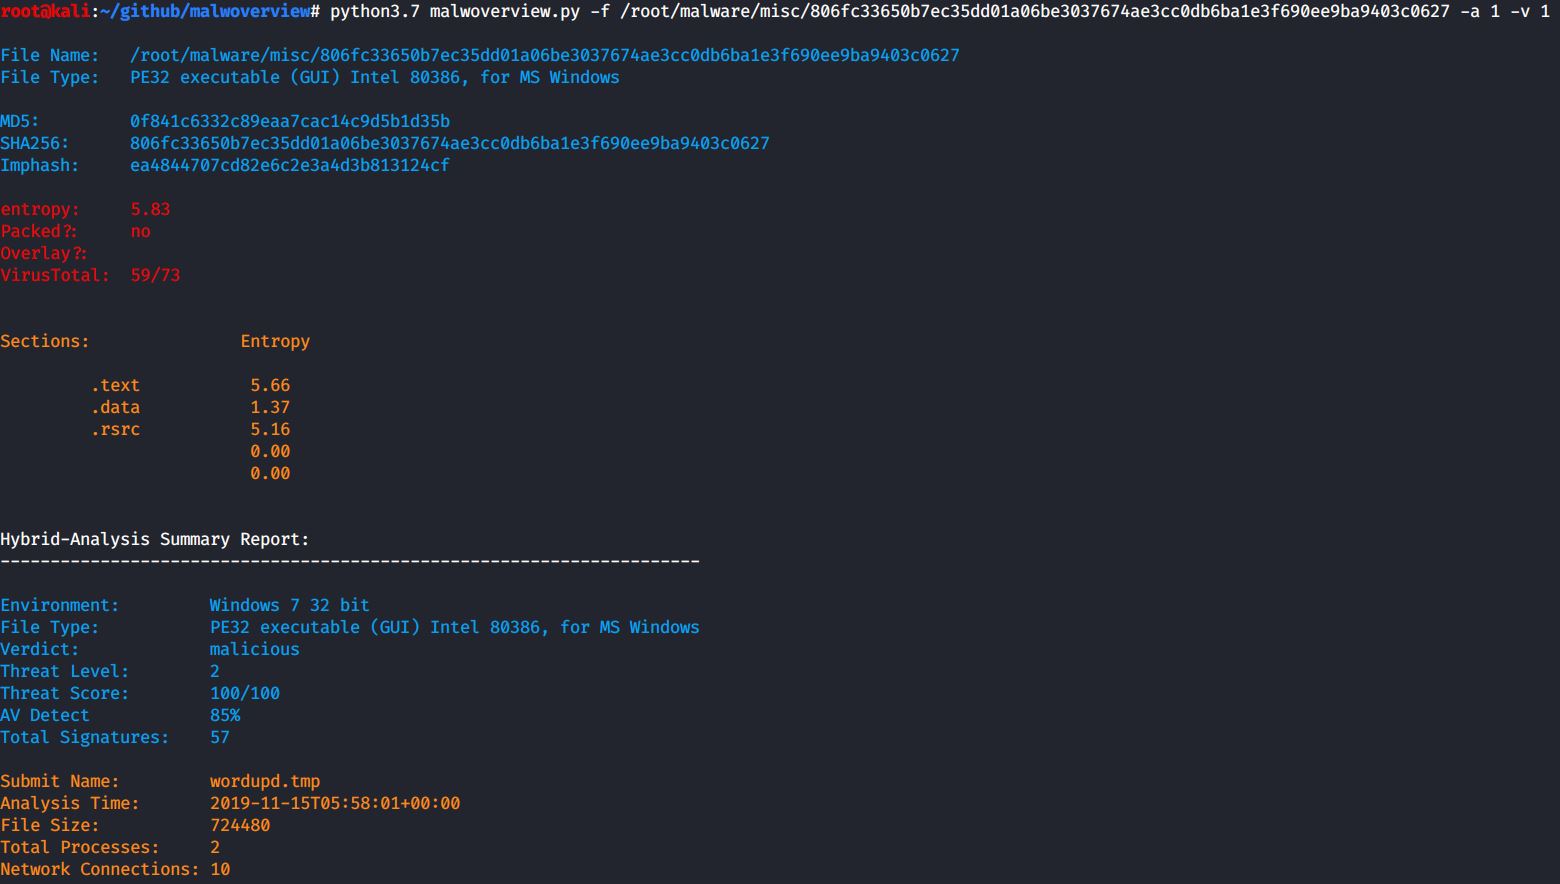 root@kali:~/github/malwoverview# python3.7 malwoverview.py -f /root/malware/misc/806fc33650b7ec35dd01a06be3037674ae3cc0db6ba1e3f690ee9ba9403c0627 -a 1 -v 1
File Name: /root/malware/misc/806fc33650b7ec35dd01a06be3037674ae3cc0db6ba1e3f690ee9ba9403c0627
File Type: PE32 executable (GUI) Intel 80386, for MS Windows
MD5: 0f841c6332c89eaa7cac14c9d5b1d35b
SHA256: 806fc33650b7ec35dd01a06be3037674ae3cc0db6ba1e3f690ee9ba9403c0627
Imphash: ea4844707cd82e6c2e3a4d3b813124cf
entropy: 5.83
Packed?: no
Overlay?:
VirusTotal: 59/73
Sections: Entropy
.text 5.66
.data 1.37
.rsrc 5.16
0.00
0.00
Hybrid-Analysis Summary Report:
----------------------------------------------------------------------
Environment: Windows 7 32 bit
File Type: PE32 executable (GUI) Intel 80386, for MS Windows
Verdict: malicious
Threat Level: 2
Threat Score: 100/100
AV Detect 85%
Total Signatures: 57
Submit Name: wordupd.tmp
Analysis Time: 2019-11-15T05:58:01+00:00
File Size: 724480
Total Processes: 2
Network Connections: 10